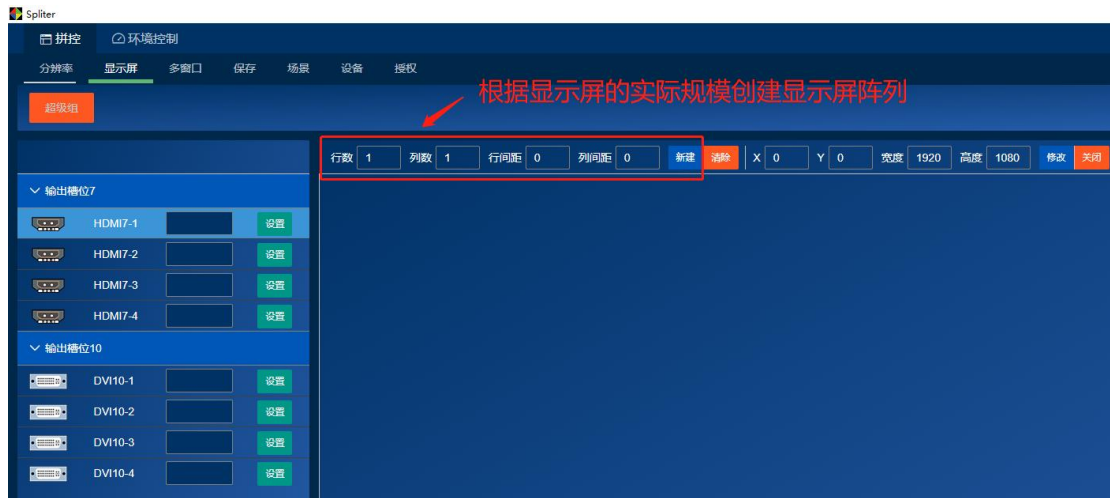 Spliter
拼控 环境控制
分辨率 显示屏 多窗口 保存 场景 设备 授权
根据显示屏的实际规模创建显示屏阵列
超级组
行数 1 列数 1 行间距 0 列间距 0 新建 清除 X 0 Y 0 宽度 1920 高度 1080 修改 关闭
输出槽位7
HDMI7-1 设置
HDMI7-2 设置
HDMI7-3 设置
HDMI7-4 设置
输出槽位10
DVI10-1 设置
DVI10-2 设置
DVI10-3 设置
DVI10-4 设置